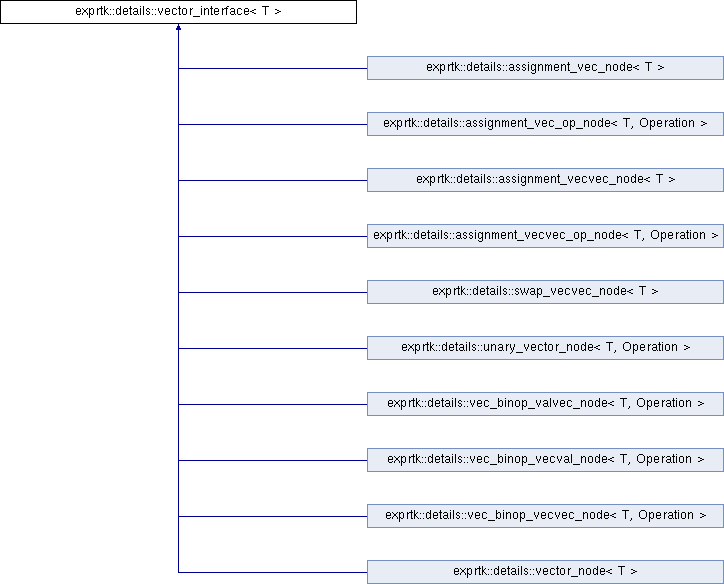 exprtk::details::vector_interface< T >
exprtk::details::assignment_vec_node< T >
exprtk::details::assignment_vec_op_node< T, Operation >
exprtk::details::assignment_vecvec_node< T >
exprtk::details::assignment_vecvec_op_node< T, Operation >
exprtk::details::swap_vecvec_node< T >
exprtk::details::unary_vector_node< T, Operation >
exprtk::details::vec_binop_valvec_node< T, Operation >
exprtk::details::vec_binop_vecval_node< T, Operation >
exprtk::details::vec_binop_vecvec_node< T, Operation >
exprtk::details::vector_node< T >